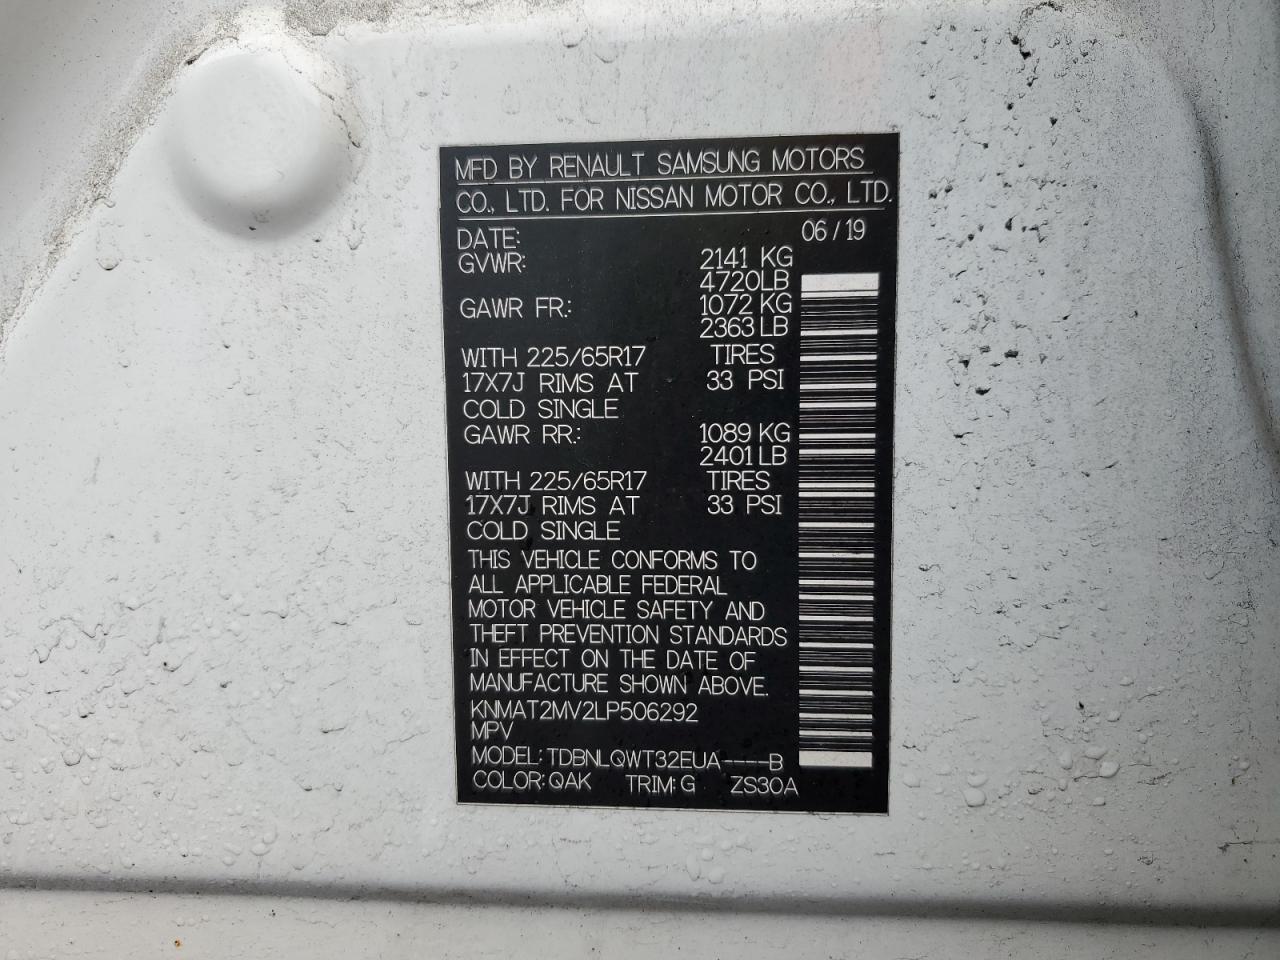 MFD BY RENAULT SAMSUNG MOTORS
CO., LTD. FOR NISSAN MOTOR CO., LTD.
DATE: 06 / 19
GVWR: 2141 KG
4720LB
GAWR FR.: 1072 KG
2363 LB
WITH 225/65R17 TIRES
17X7J RIMS AT 33 PSI
COLD SINGLE
GAWR RR.: 1089 KG
2401 LB
WITH 225/65R17 TIRES
17X7J RIMS AT 33 PSI
COLD SINGLE
THIS VEHICLE CONFORMS TO
ALL APPLICABLE FEDERAL
MOTOR VEHICLE SAFETY AND
THEFT PREVENTION STANDARDS
IN EFFECT ON THE DATE OF
MANUFACTURE SHOWN ABOVE.
KNMAT2MV2LP506292
MPV
MODEL: TDBNLQWT32EUA----B
COLOR: QAK TRIM: G ZS30A